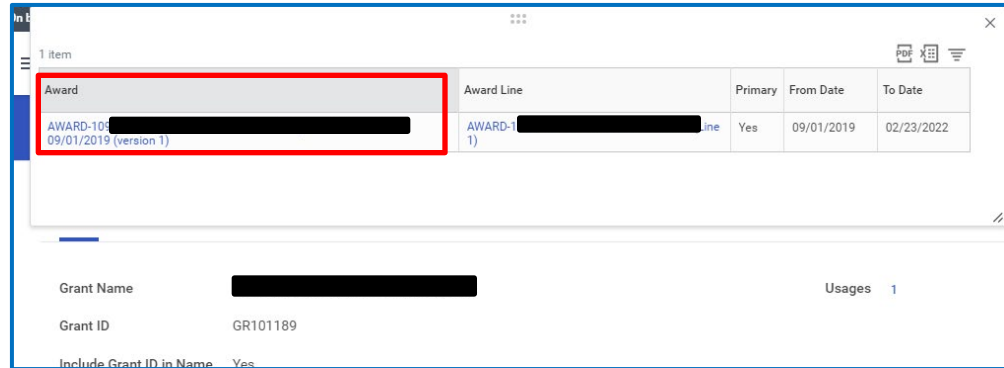 1 item
PDF
Award Award Line Primary From Date To Date
AWARD-109 AWARD-1 Line Yes 09/01/2019 02/23/2022
09/01/2019 (version 1) 1)
Grant Name Usages 1
Grant ID GR101189
Include Grant ID in Name Yes